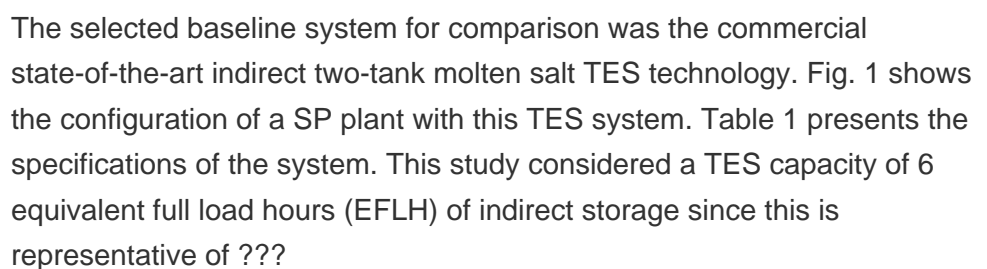 The selected baseline system for comparison was the commercial
state-of-the-art indirect two-tank molten salt TES technology. Fig. 1 shows
the configuration of a SP plant with this TES system. Table 1 presents the
specifications of the system. This study considered a TES capacity of 6
equivalent full load hours (EFLH) of indirect storage since this is
representative of ???